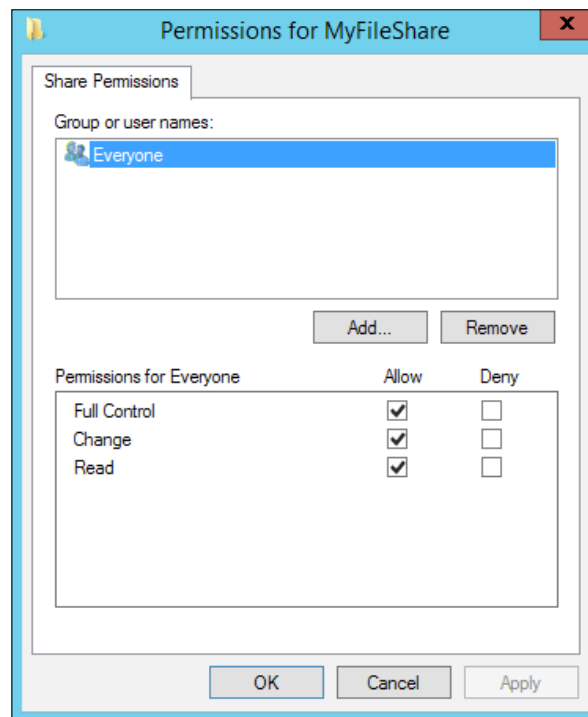 Permissions for MyFileShare
x
Share Permissions
Group or user names:
Everyone
Add... Remove
Permissions for Everyone Allow Deny
Full Control
Change
Read
OK Cancel Apply